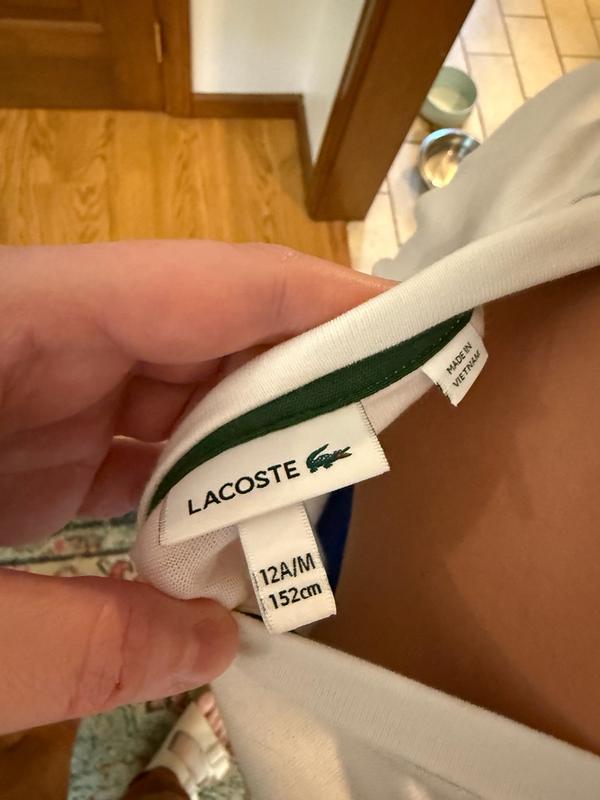 MADE IN
VIETNAM
LACOSTE
12A/M
152cm